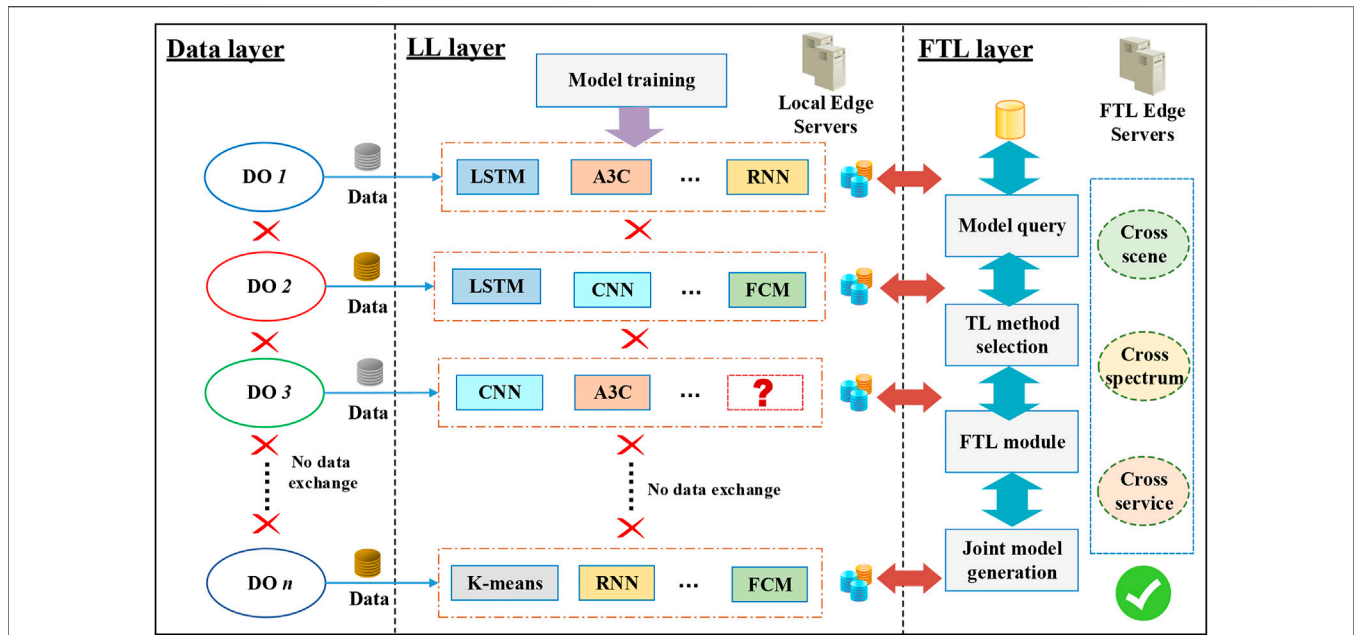 Data layer
LL layer
FTL layer
Model training
Local Edge
Servers
FTL Edge
Servers
DO 1
Data
LSTM
A3C
...
RNN
Model query
Cross
scene
DO 2
Data
LSTM
CNN
...
FCM
TL method
selection
Cross
spectrum
DO 3
Data
CNN
A3C
...
?
FTL module
No data
exchange
No data exchange
Cross
service
DO n
Data
K-means
RNN
...
FCM
Joint model
generation